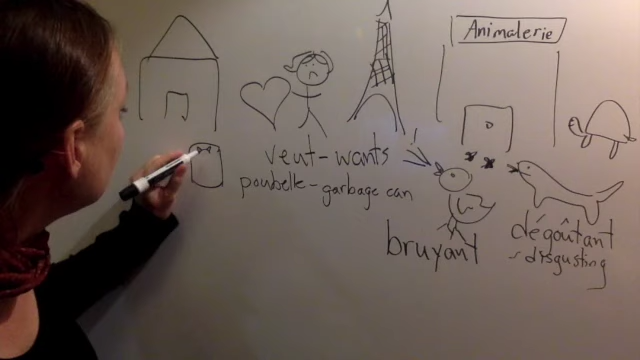 Animalerie
veut-wants
poubelle-garbage can
bruyant
dégoûtant
-disgusting